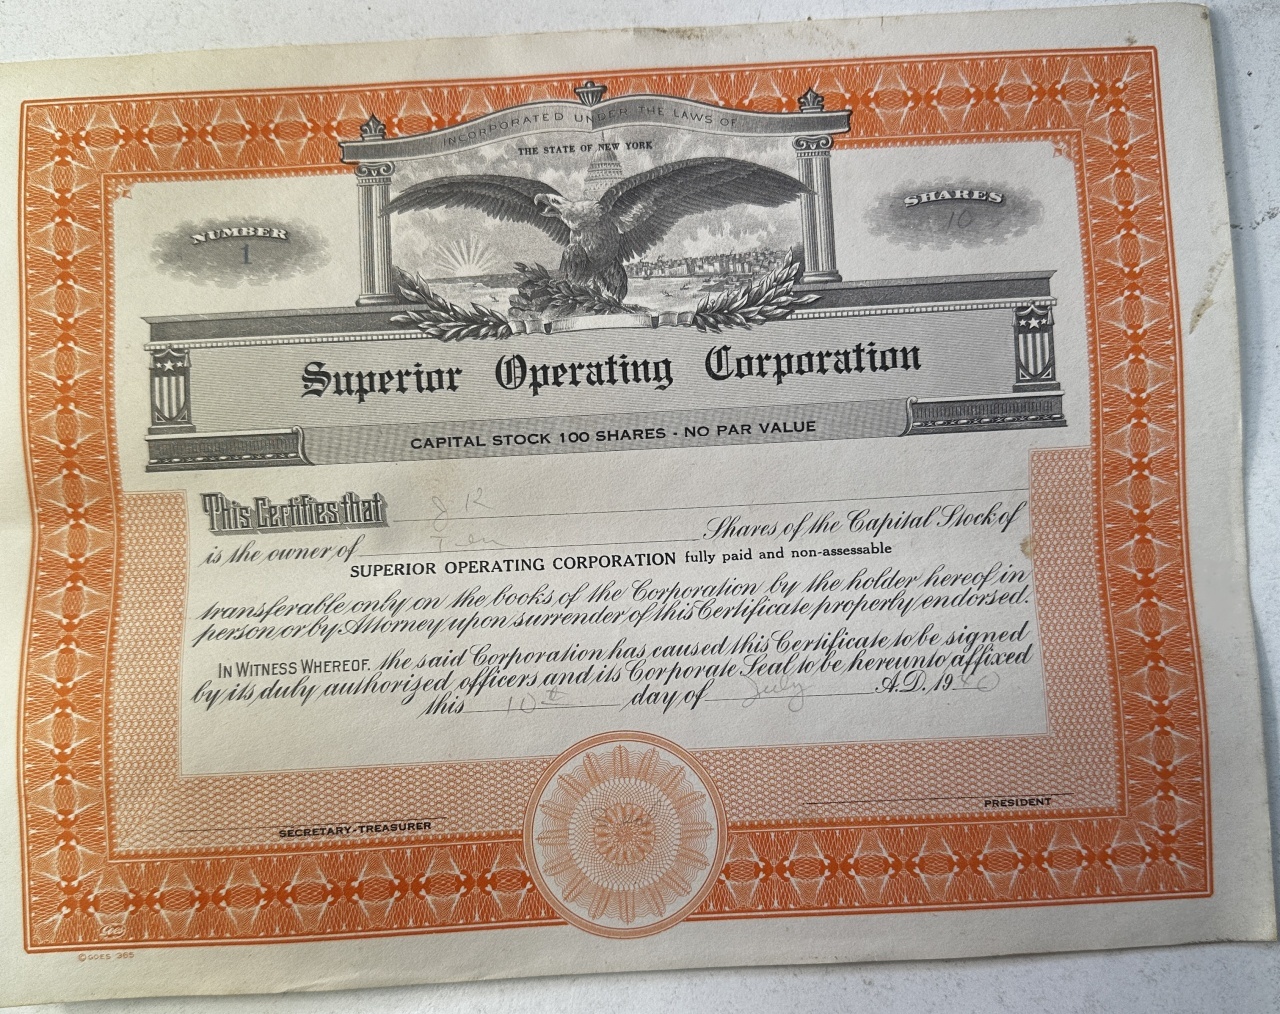 INCORPORATED UNDER THE LAWS OF
THE STATE OF NEW YORK
NUMBER
1
SHARES
10
Superior Operating Corporation
CAPITAL STOCK 100 SHARES - NO PAR VALUE
This Certifies that
is the owner of Ten Shares of the Capital Stock of
SUPERIOR OPERATING CORPORATION fully paid and non-assessable
transferable only on the books of the Corporation by the holder hereof in
person or by Attorney upon surrender of this Certificate properly endorsed.
IN WITNESS WHEREOF, the said Corporation has caused this Certificate to be signed
by its duly authorized officers and its Corporate Seal to be hereunto affixed
this 10th day of July A.D. 19
SECRETARY-TREASURER
PRESIDENT
Goes
©GOES 365